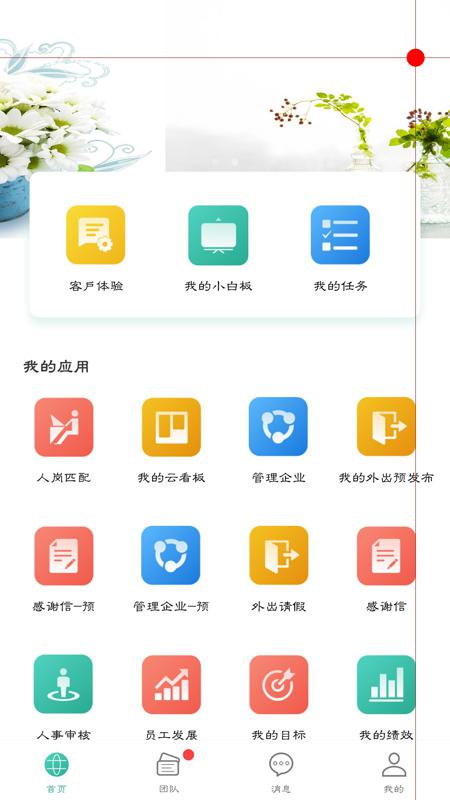 客户体验 我的小白板 我的任务
我的应用
人岗匹配 我的云看板 管理企业 我的外出预发布
感谢信-预 管理企业-预 外出请假 感谢信
人事审核 员工发展 我的目标 我的绩效
首页 团队 消息 我的